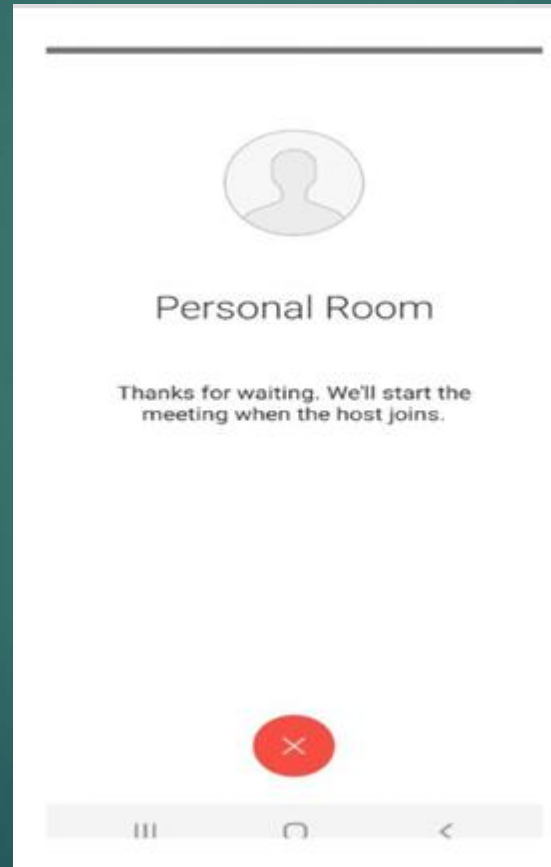 Personal Room
Thanks for waiting. We'll start the
meeting when the host joins.